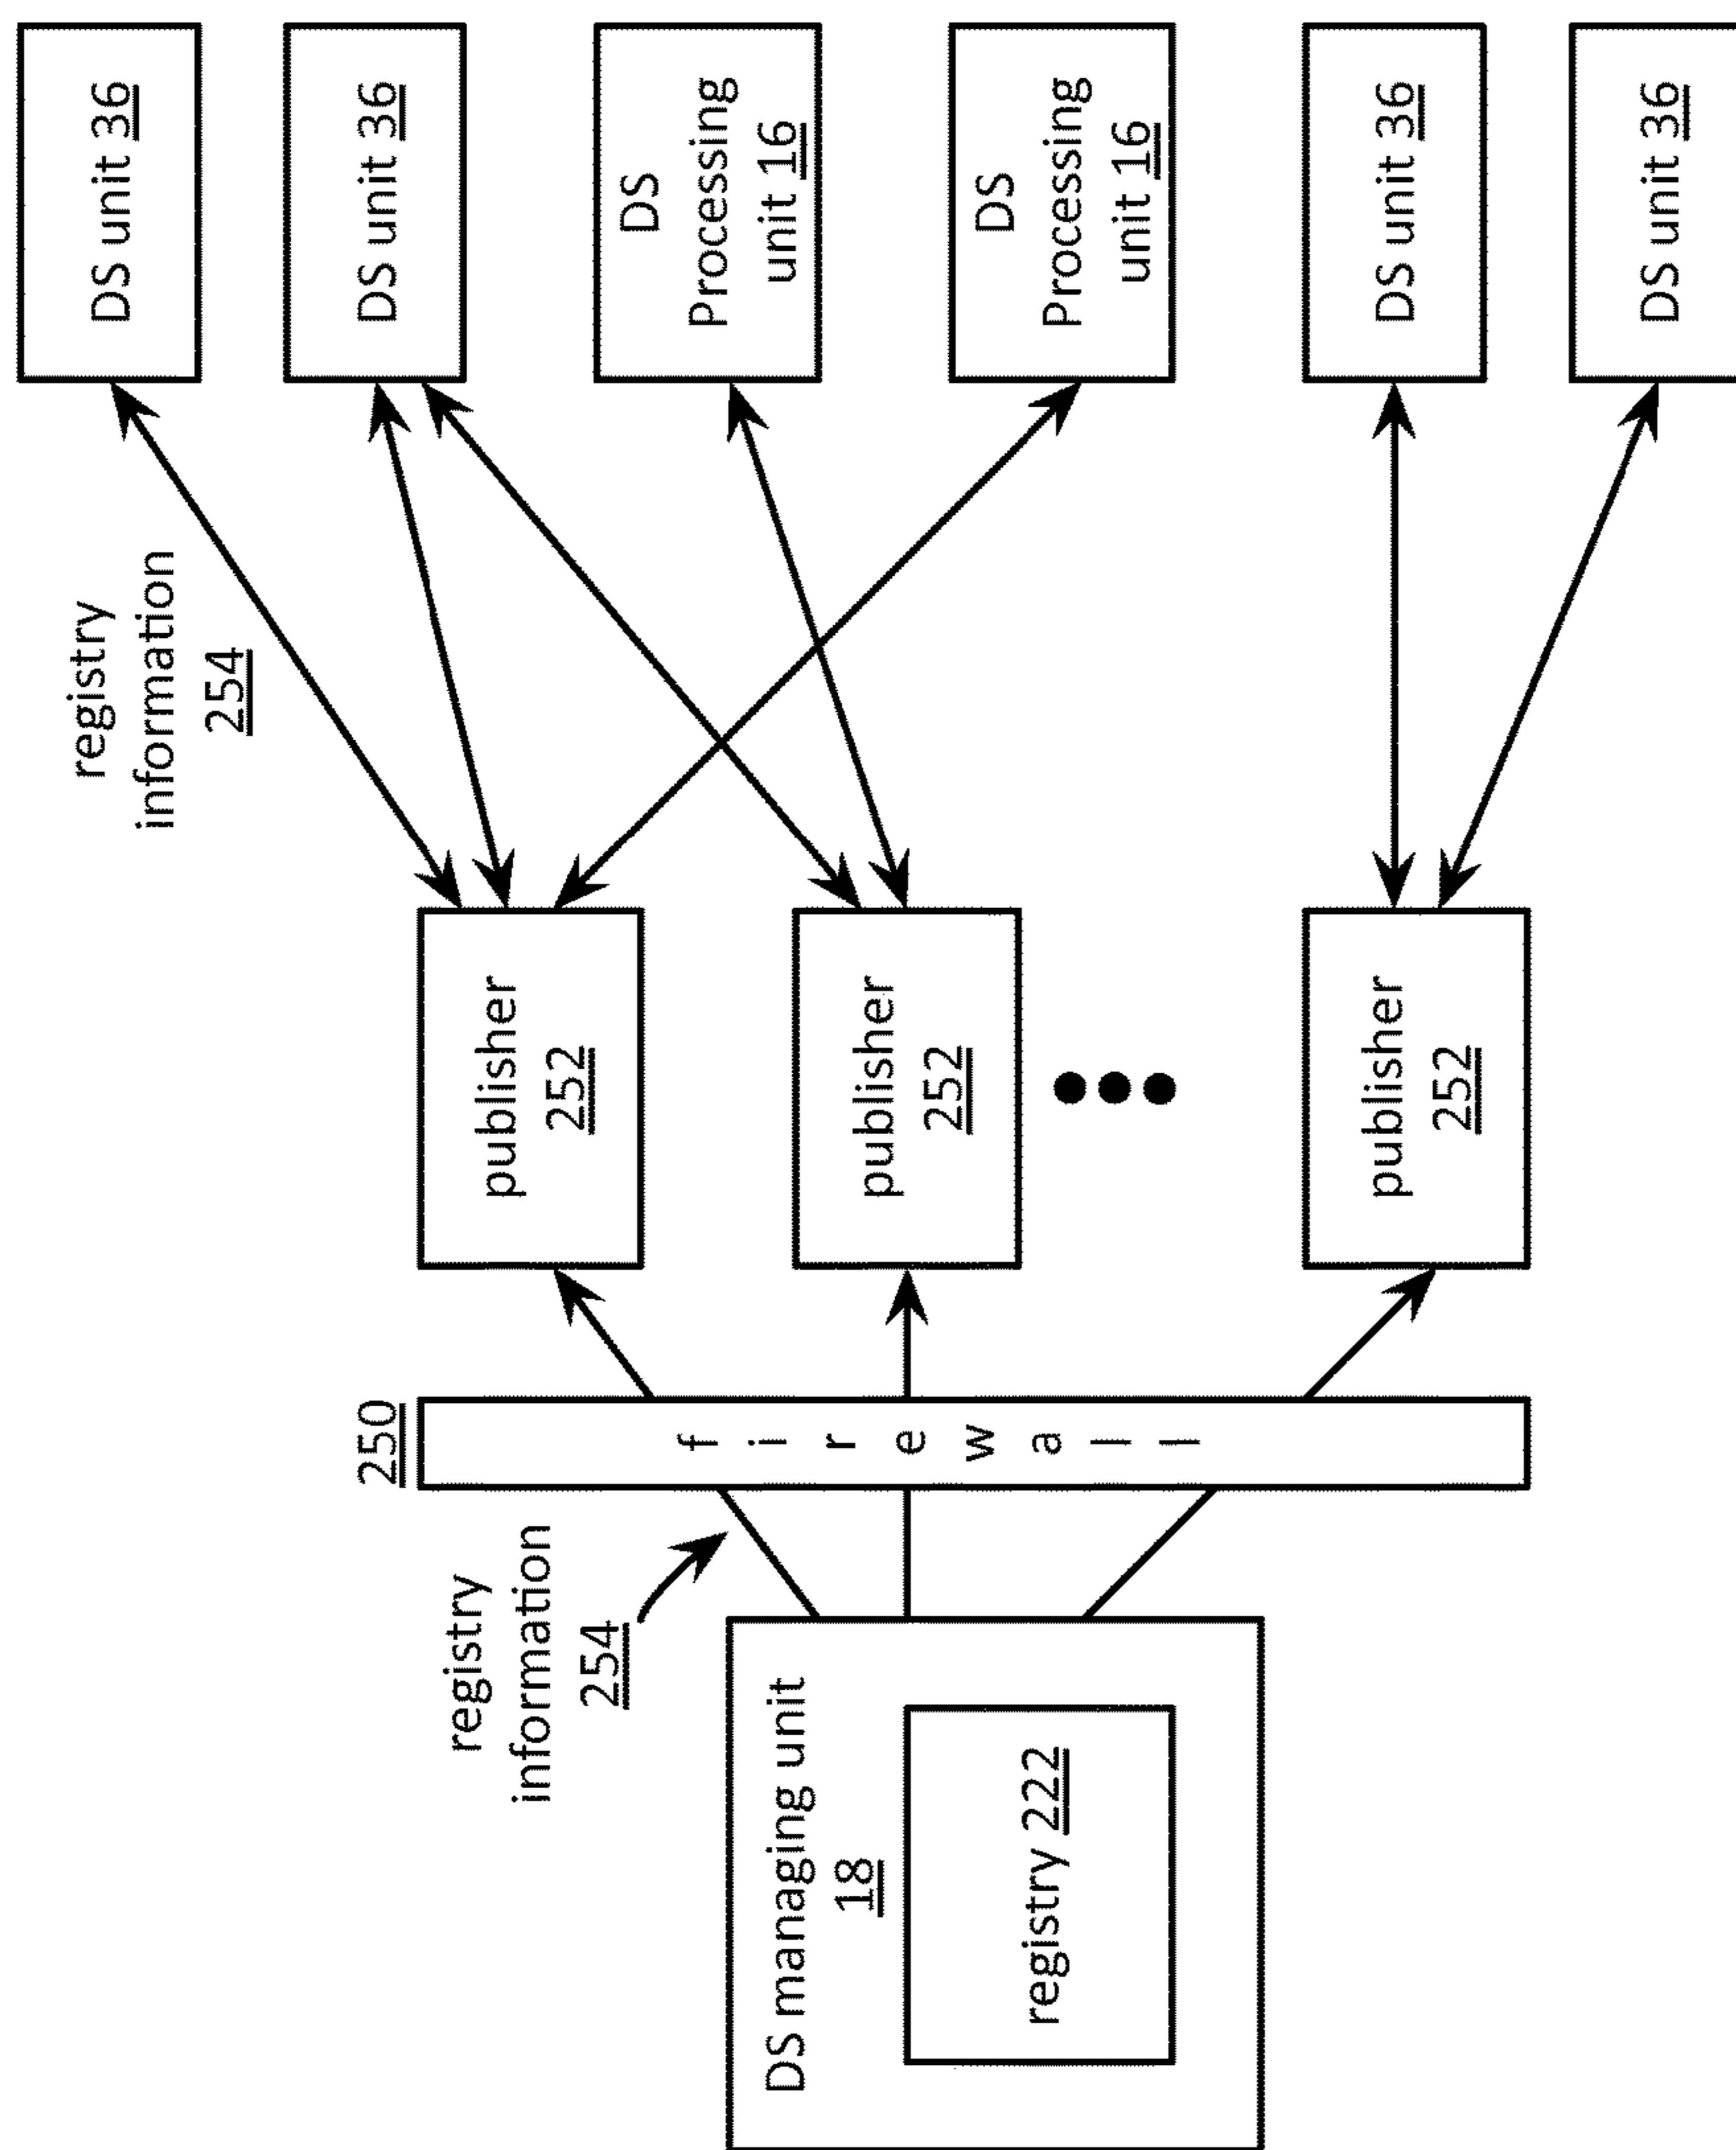 DS managing unit
18
registry 222
registry
information
254
250
firewall
publisher
252
publisher
252
publisher
252
registry
information
254
DS unit 36
DS unit 36
DS
Processing
unit 16
DS
Processing
unit 16
DS unit 36
DS unit 36